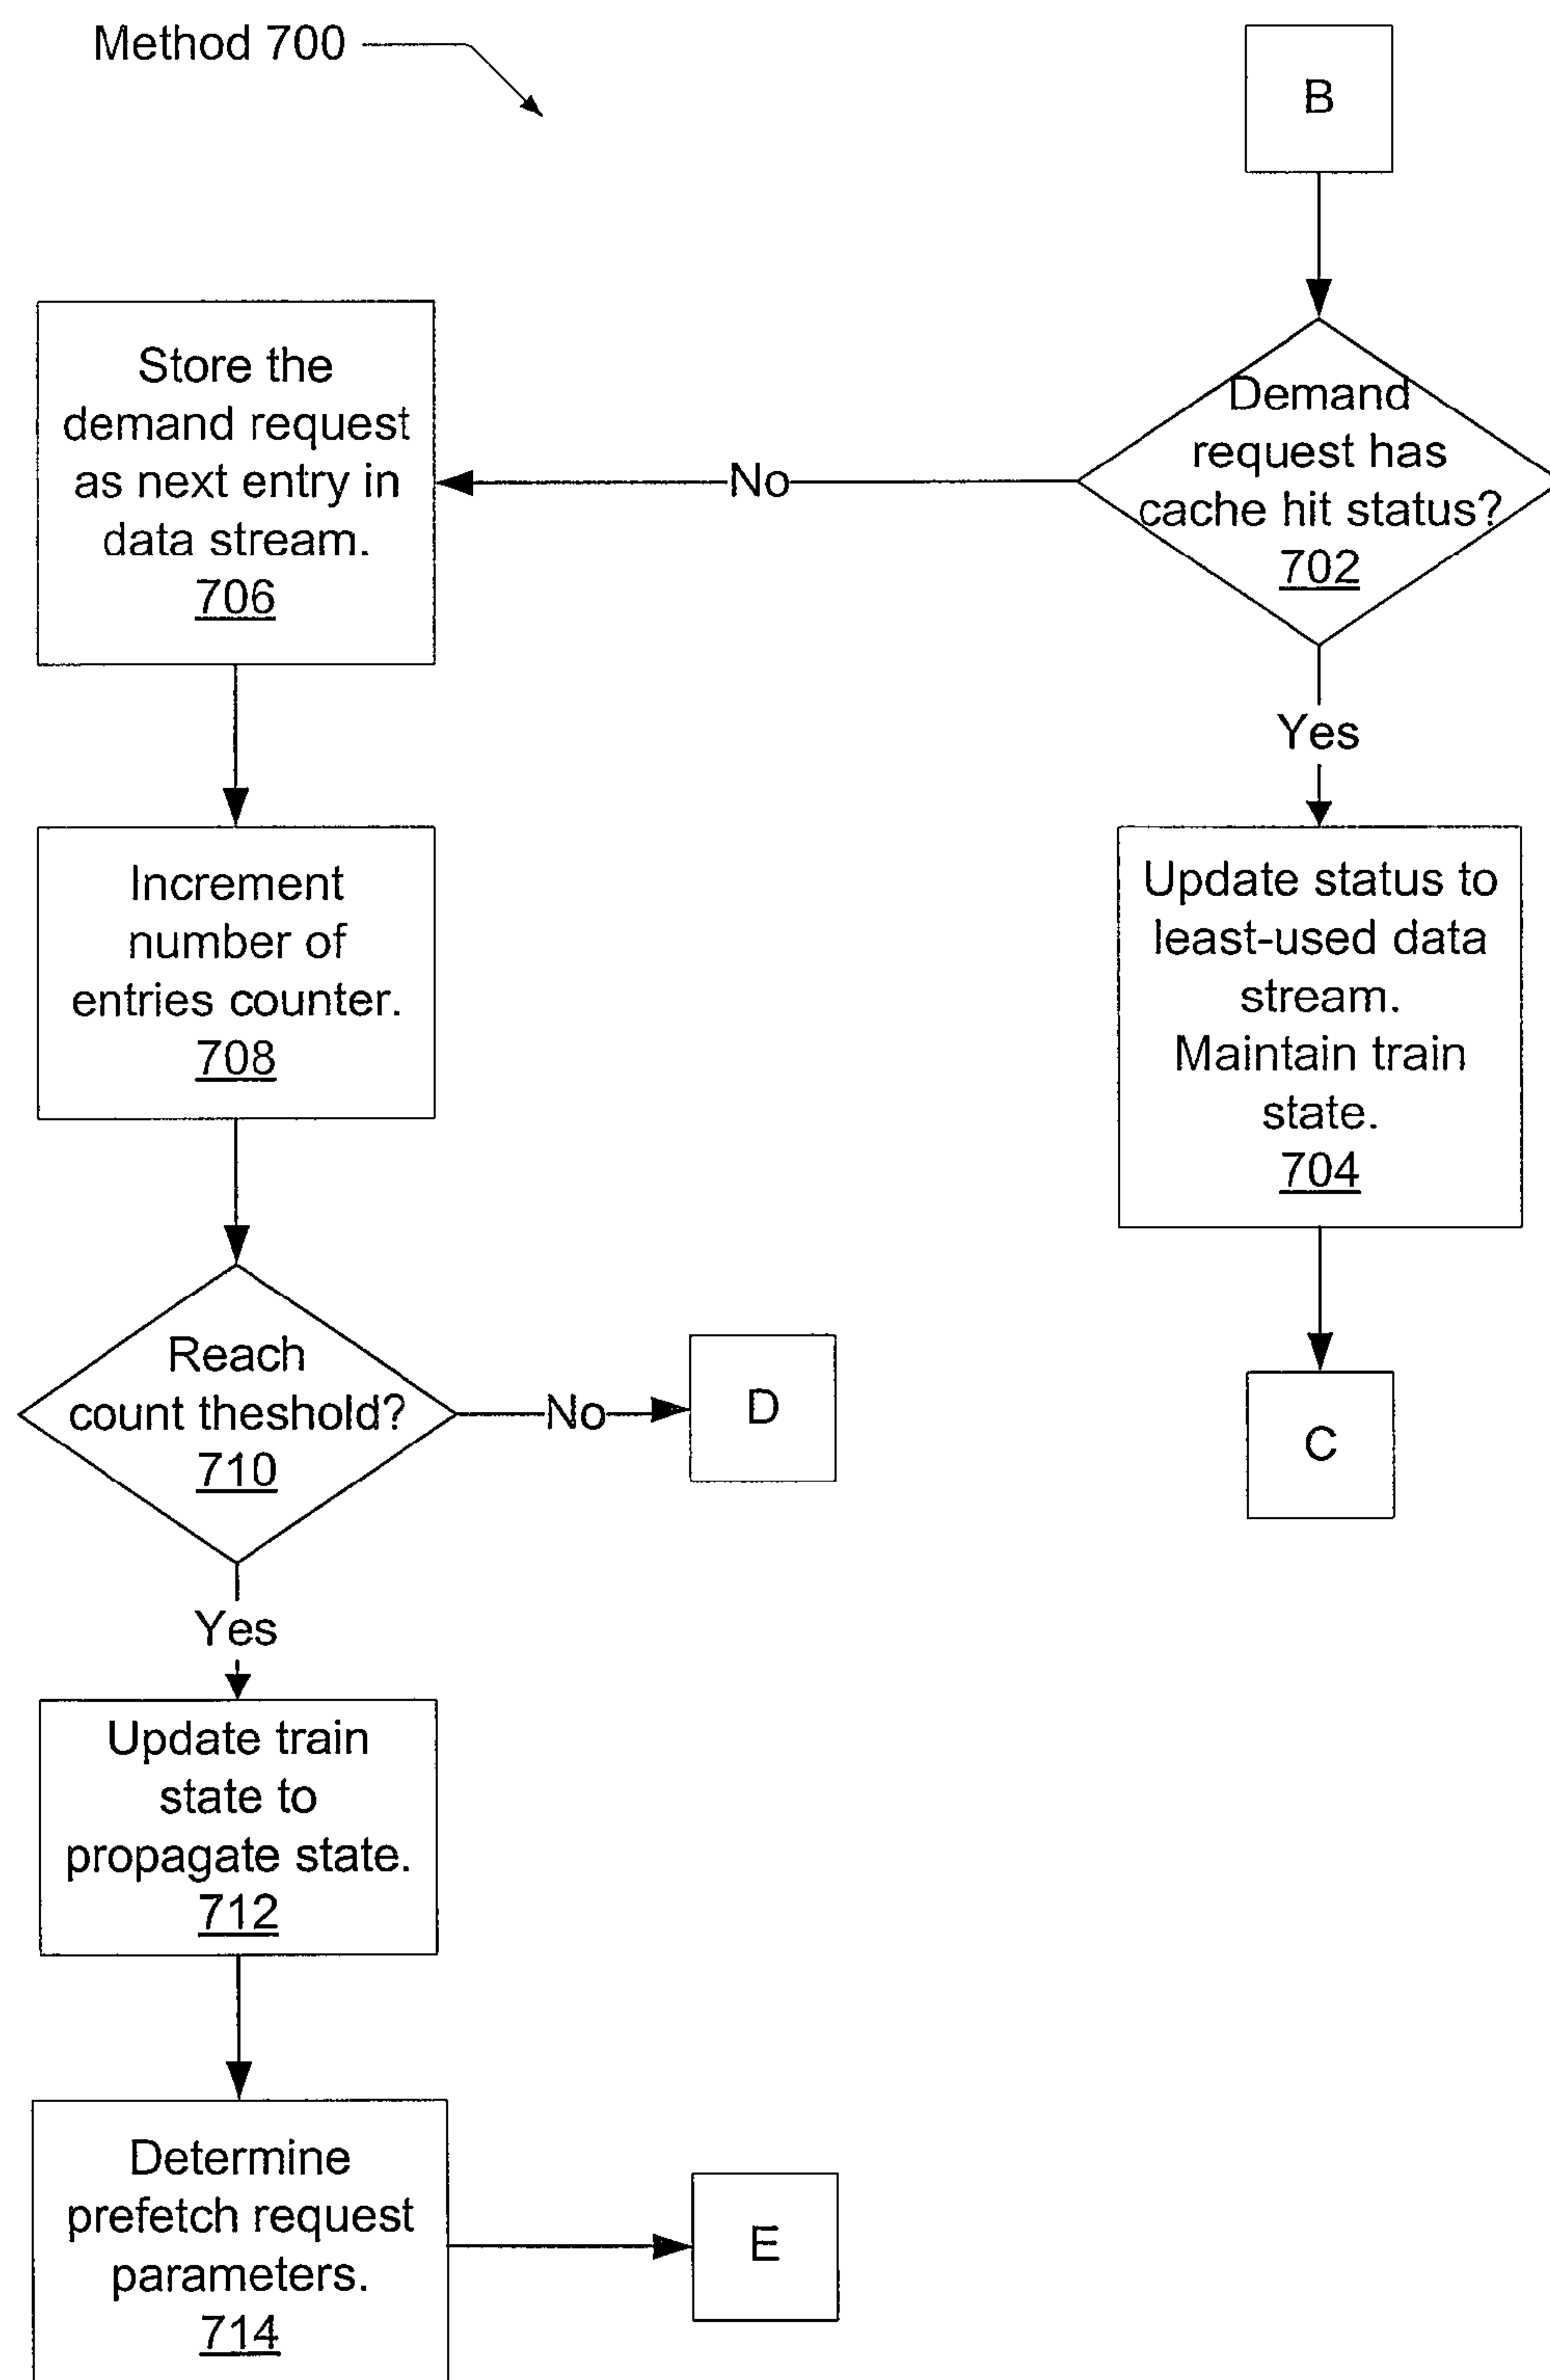 Method 700
B
Demand
request has
cache hit status?
702
No
Yes
Store the
demand request
as next entry in
data stream.
706
Update status to
least-used data
stream.
Maintain train
state.
704
C
Increment
number of
entries counter.
708
Reach
count theshold?
710
No
D
Yes
Update train
state to
propagate state.
712
Determine
prefetch request
parameters.
714
E